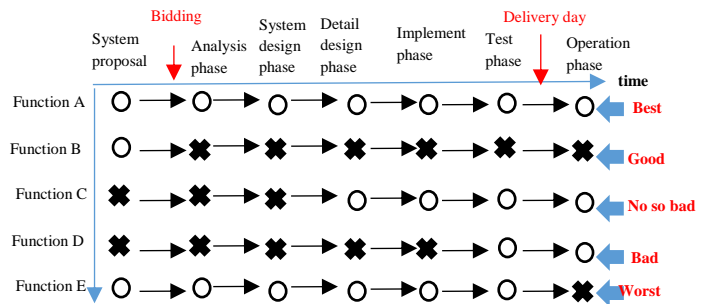 Bidding
Delivery day
System
proposal
Analysis
phase
System
design
phase
Detail
design
phase
Implement
phase
Test
phase
Operation
phase
time
Function A
Best
Function B
Good
Function C
No so bad
Function D
Bad
Function E
Worst